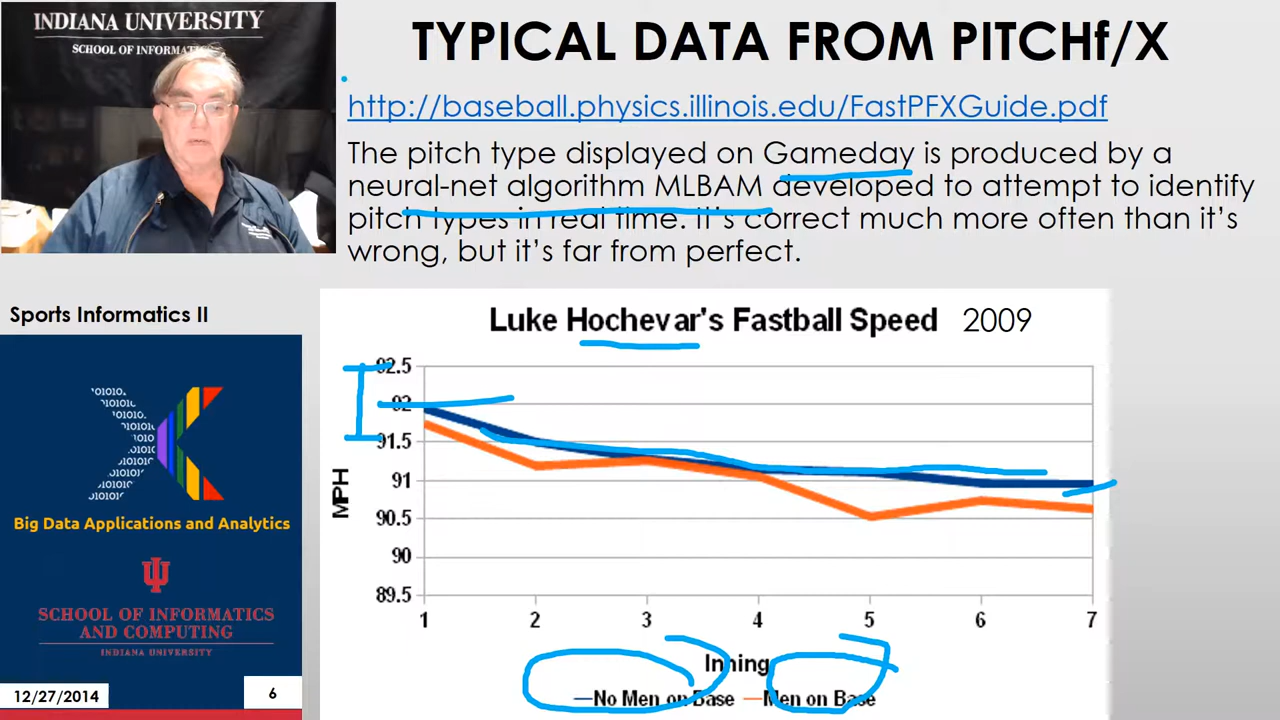 INDIANA UNIVERSITY
SCHOOL OF INFORMAT
TYPICAL DATA FROM PITCHf/X
http://baseball.physics.illinois.edu/FastPFXGuide.pdf
The pitch type displayed on Gameday is produced by a
neural-net algorithm MLBAM developed to attempt to identify
pitch types in real time. It's correct much more often than it's
wrong, but it's far from perfect.
Sports Informatics II
Big Data Applications and Analytics
SCHOOL OF INFORMATICS
AND COMPUTING
INDIANA UNIVERSITY
12/27/2014
6
Luke Hochevar's Fastball Speed 2009
MPH
92.5
92
91.5
91
90.5
90
89.5
1 2 3 4 5 6 7
Inning
No Men on Base Men on Base